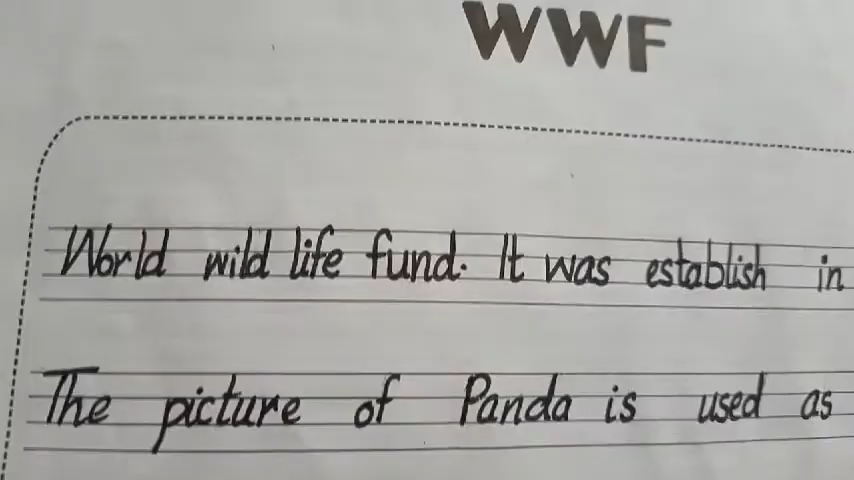 WWF
World wild life fund. It was establish in
The picture of Panda is used as